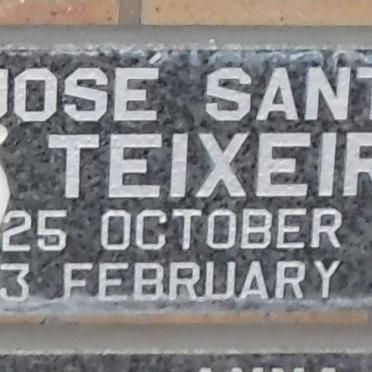 JOSÉ SANT
TEIXEIR
25 OCTOBER
3 FEBRUARY